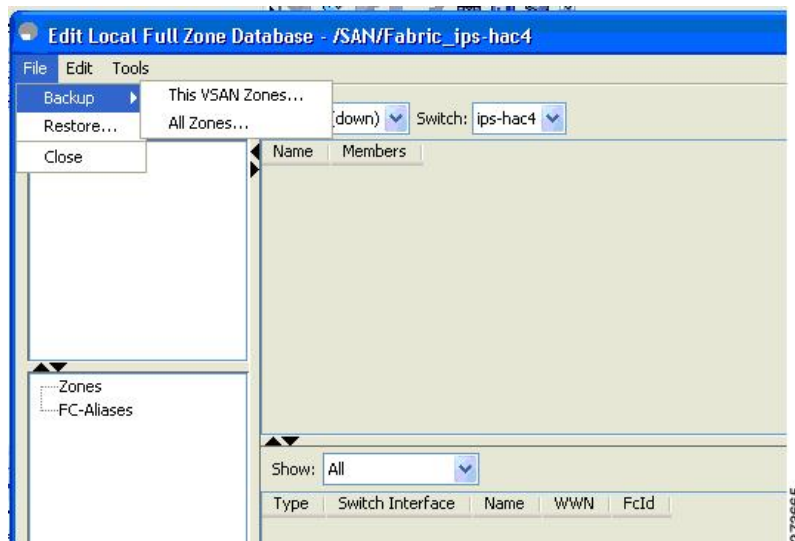 Edit Local Full Zone Database - /SAN/Fabric_ips-hac4
File Edit Tools
Backup This VSAN Zones...
Restore... All Zones...
Close
(down) Switch: ips-hac4
Name Members
Zones
FC-Aliases
Show: All
Type Switch Interface Name WWN FcId